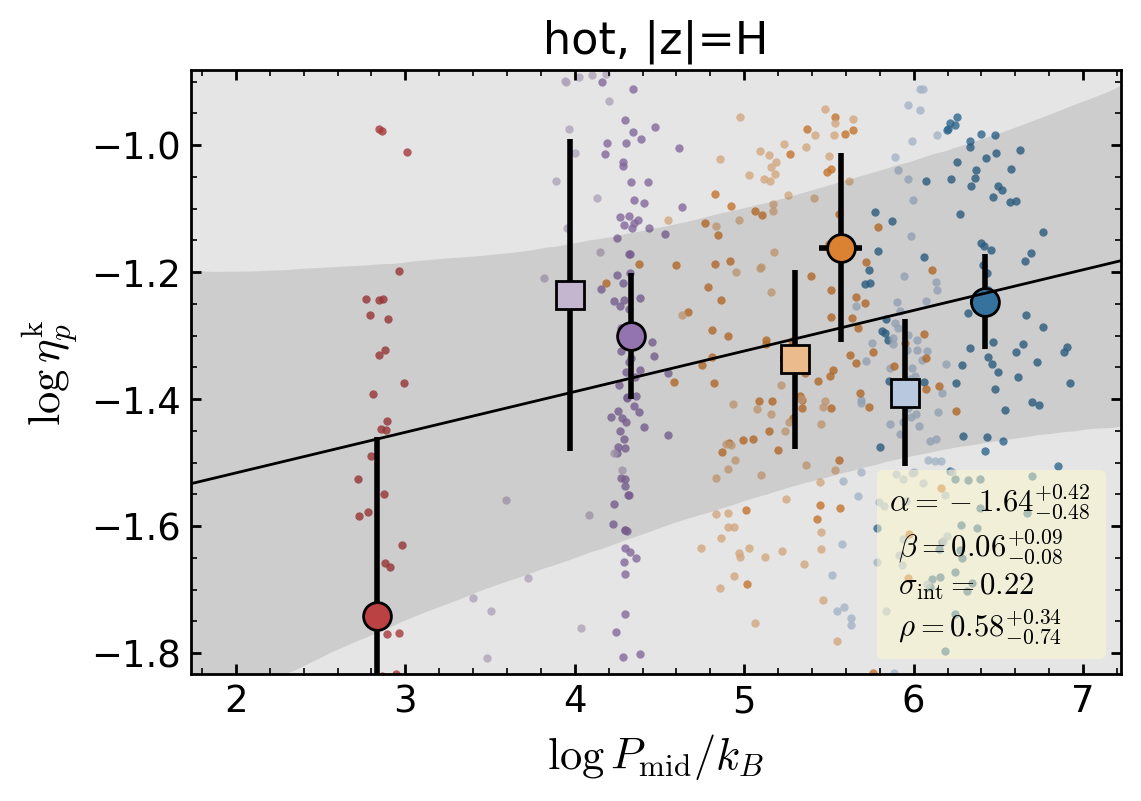 hot, |z|=H
−1.0
−1.2
−1.4
−1.6
−1.8
log η_p^k
α = −1.64^{+0.42}_{−0.48}
β = 0.06^{+0.09}_{−0.08}
σ_int = 0.22
ρ = 0.58^{+0.34}_{−0.74}
2 3 4 5 6 7
log P_mid/k_B